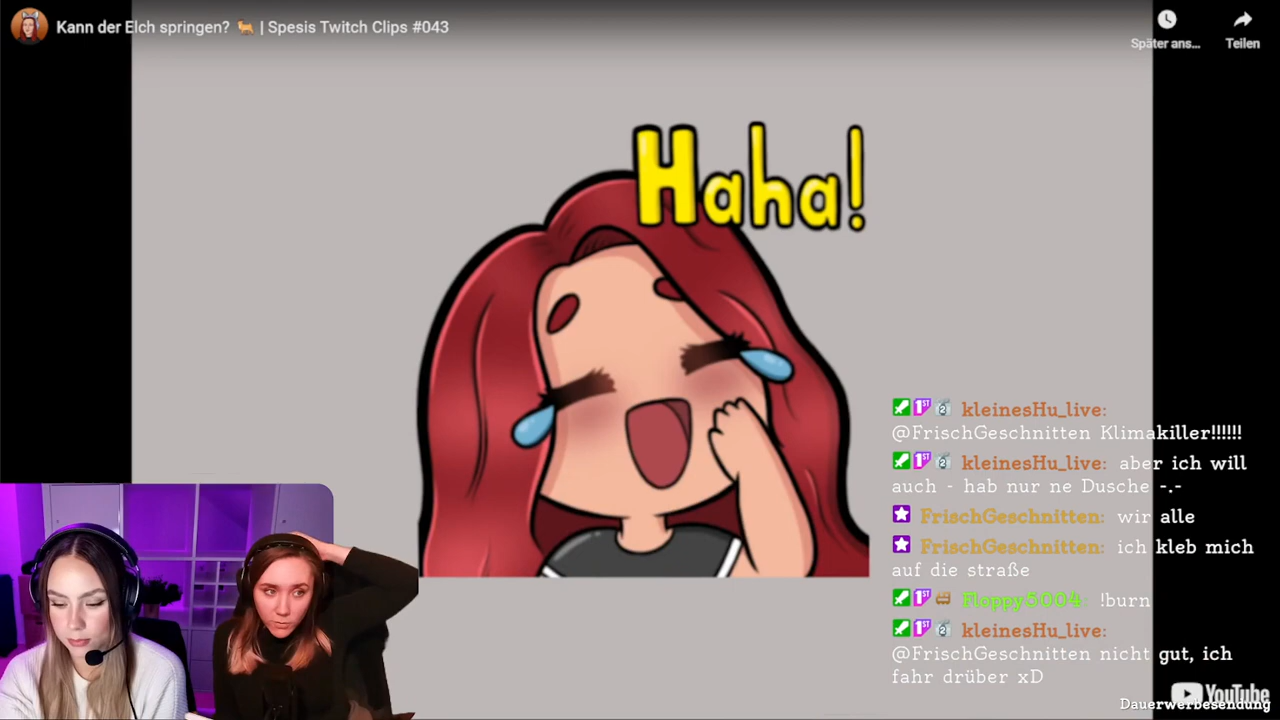 Kann der Elch springen? 🐕 | Spesis Twitch Clips #043
Später ans...
Teilen
Haha!
kleinesHu_live:
@FrischGeschnitten Klimakiller!!!!!!
kleinesHu_live: aber ich will
auch - hab nur ne Dusche -.-
FrischGeschnitten: wir alle
FrischGeschnitten: ich kleb mich
auf die straße
Floppy5004: !burn
kleinesHu_live:
@FrischGeschnitten nicht gut, ich
fahr drüber xD
YouTube
Dauerwerbesendung